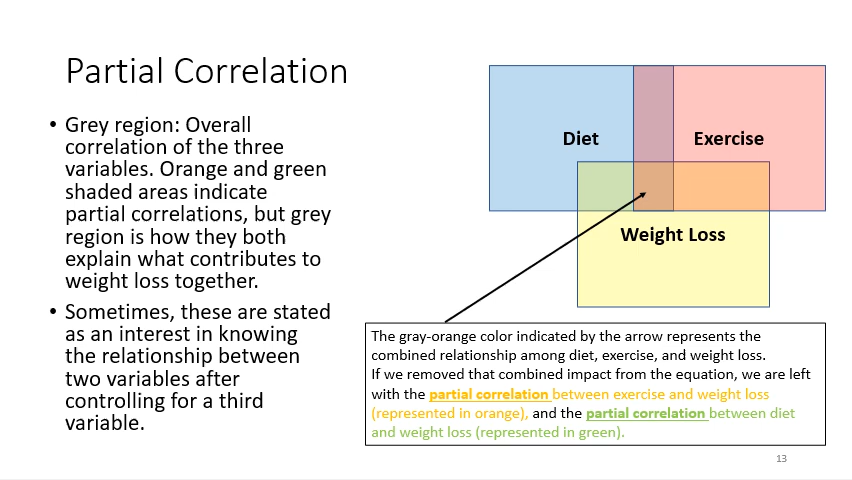 Partial Correlation
• Grey region: Overall
correlation of the three
variables. Orange and green
shaded areas indicate
partial correlations, but grey
region is how they both
explain what contributes to
weight loss together.
• Sometimes, these are stated
as an interest in knowing
the relationship between
two variables after
controlling for a third
variable.
Diet
Exercise
Weight Loss
The gray-orange color indicated by the arrow represents the
combined relationship among diet, exercise, and weight loss.
If we removed that combined impact from the equation, we are left
with the partial correlation between exercise and weight loss
(represented in orange), and the partial correlation between diet
and weight loss (represented in green).
13